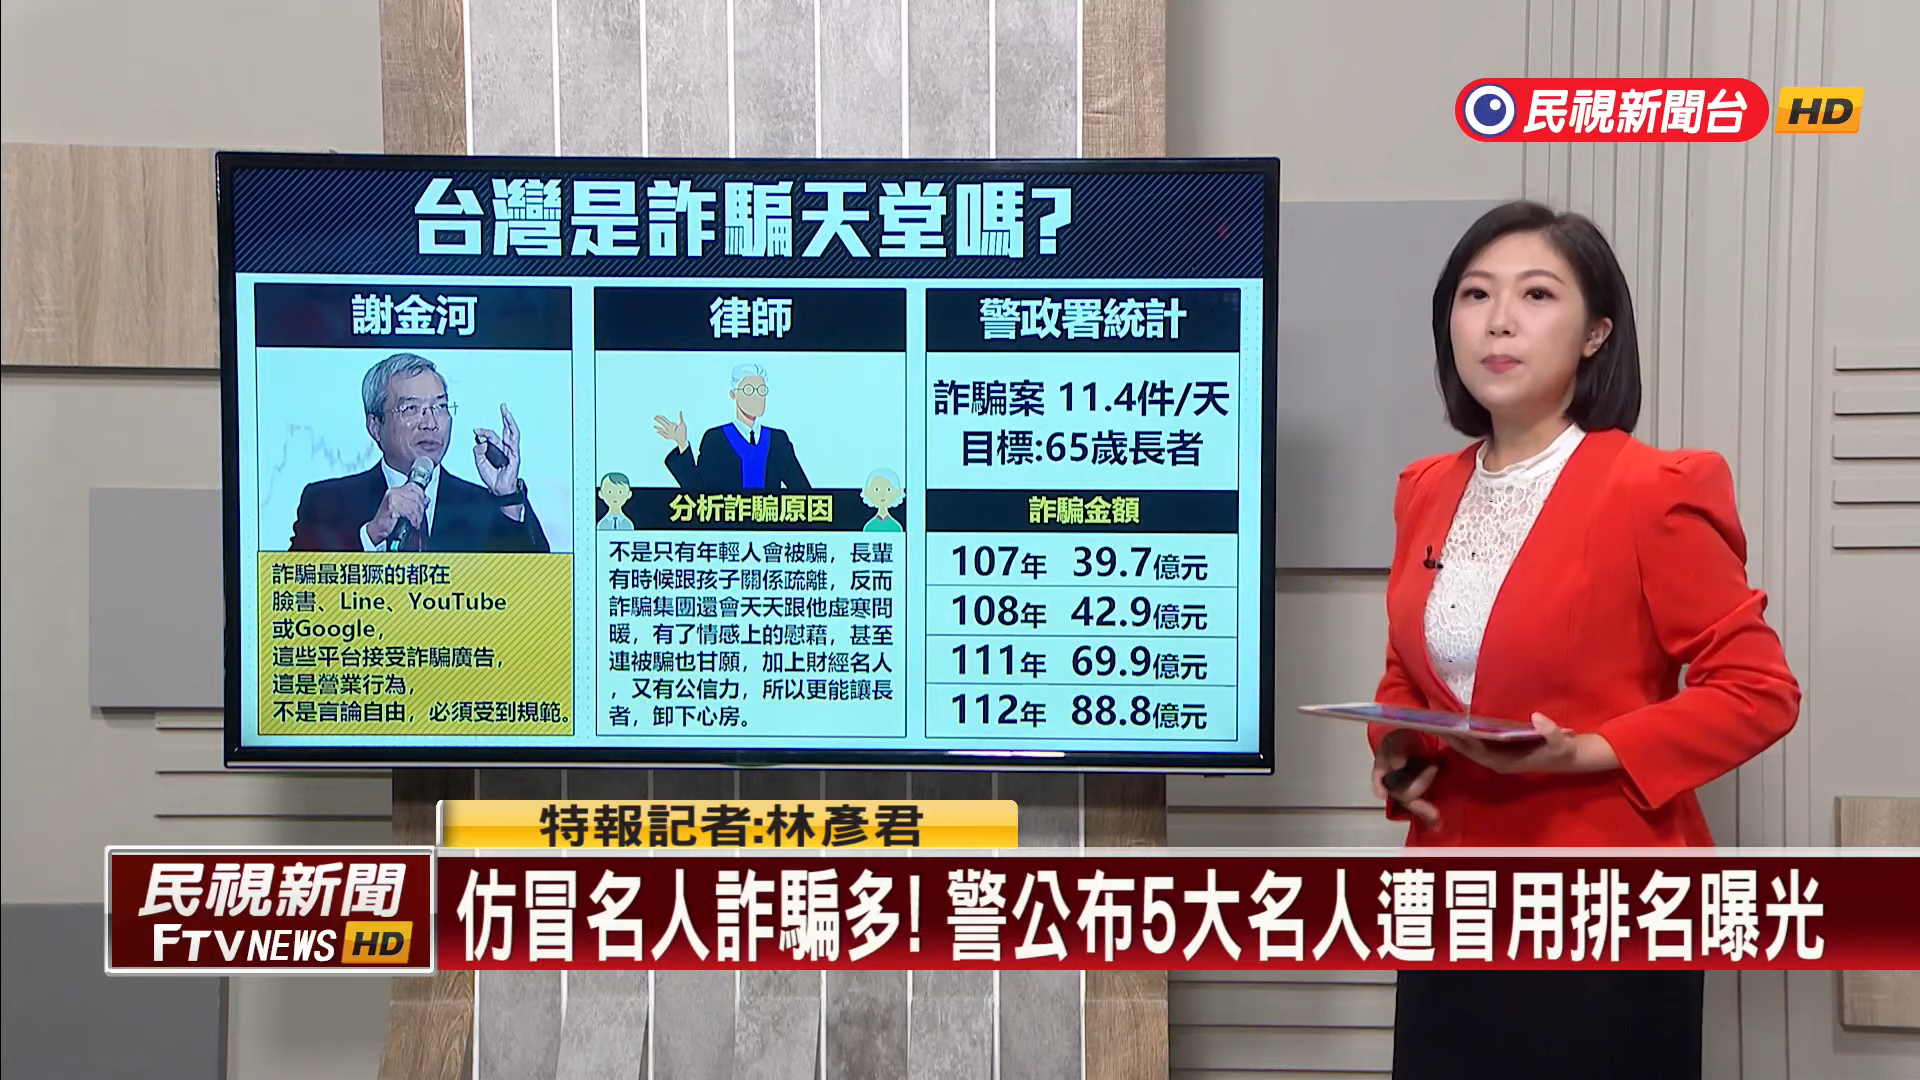 民視新聞台 HD
台灣是詐騙天堂嗎?
謝金河
詐騙最猖獗的都在
臉書、Line、YouTube
或Google,
這些平台接受詐騙廣告,
這是營業行為,
不是言論自由, 必須受到規範。
律師
分析詐騙原因
不是只有年輕人會被騙, 長輩
有時候跟孩子關係疏離, 反而
詐騙集團還會天天跟他虛寒問
暖, 有了情感上的慰藉, 甚至
連被騙也甘願, 加上財經名人
, 又有公信力, 所以更能讓長
者, 卸下心房。
警政署統計
詐騙案 11.4件/天
目標:65歲長者
詐騙金額
107年 39.7億元
108年 42.9億元
111年 69.9億元
112年 88.8億元
特報記者:林彥君
民視新聞
FTVNEWS HD
仿冒名人詐騙多! 警公布5大名人遭冒用排名曝光